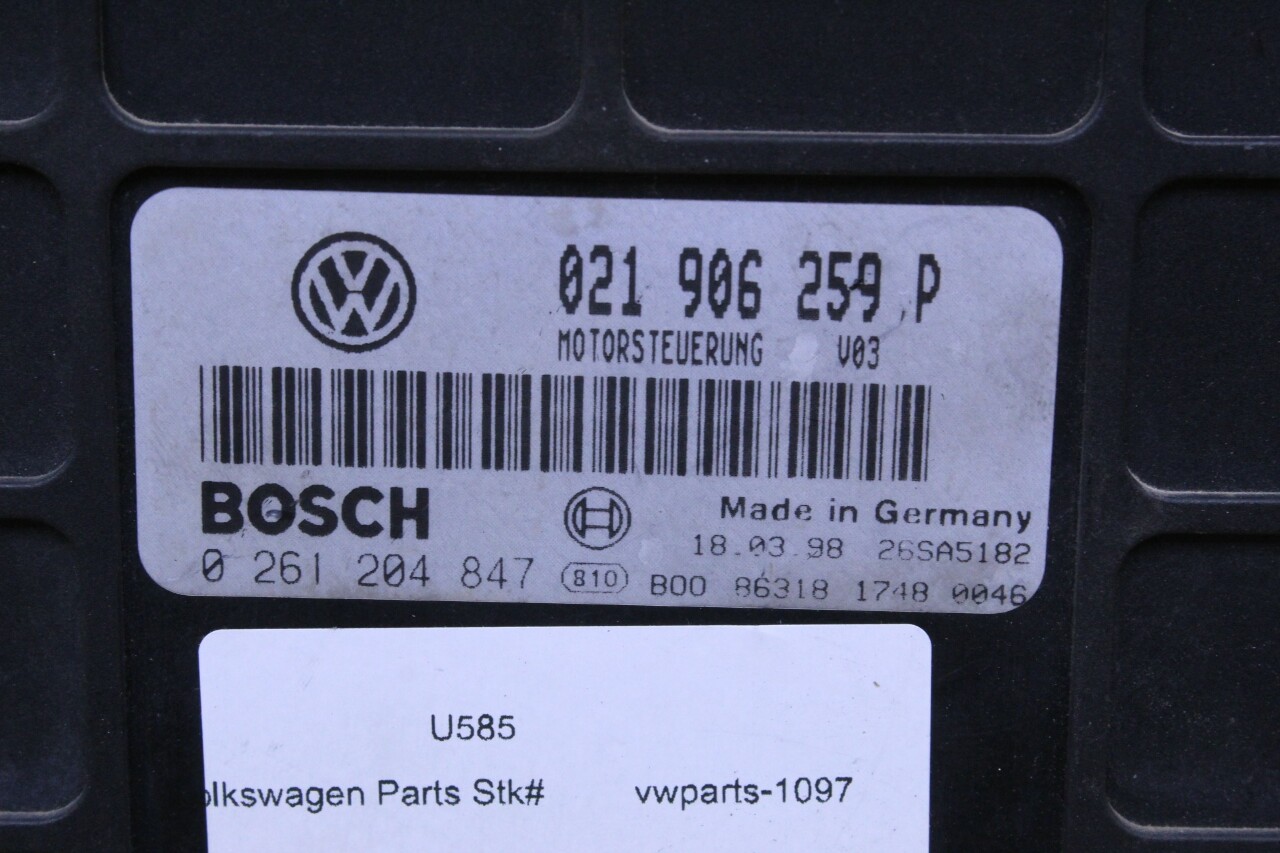 021 906 259 P
MOTORSTEUERUNG V03
BOSCH
Made in Germany
0 261 204 847
18.03.98 26SA5182
810 B00 86318 1748 0046
U585
olkswagen Parts Stk# vwparts-1097